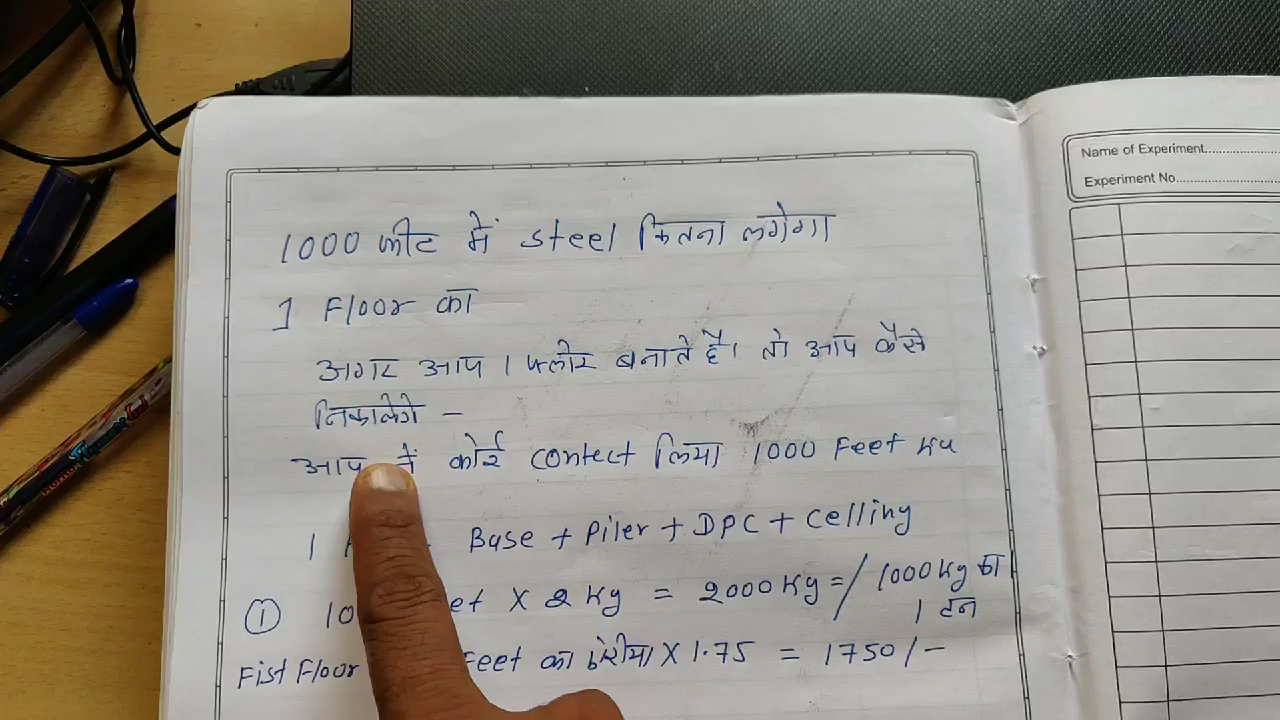 1000 फीट में steel कितना लगेगा
1 Floor का
अगर आप 1 फ्लोर बनाते है। तो आप कैसे
निकालेगे –
आप ने कोई contect लिया 1000 Feet का
1 Base + Piler + DPC + Celling
① 10 et X 2 Kg = 2000 Kg =/ 1000 Kg का
1 टन
Fist Floor Feet का X 1.75 = 1750/-
Name of Experiment
Experiment No